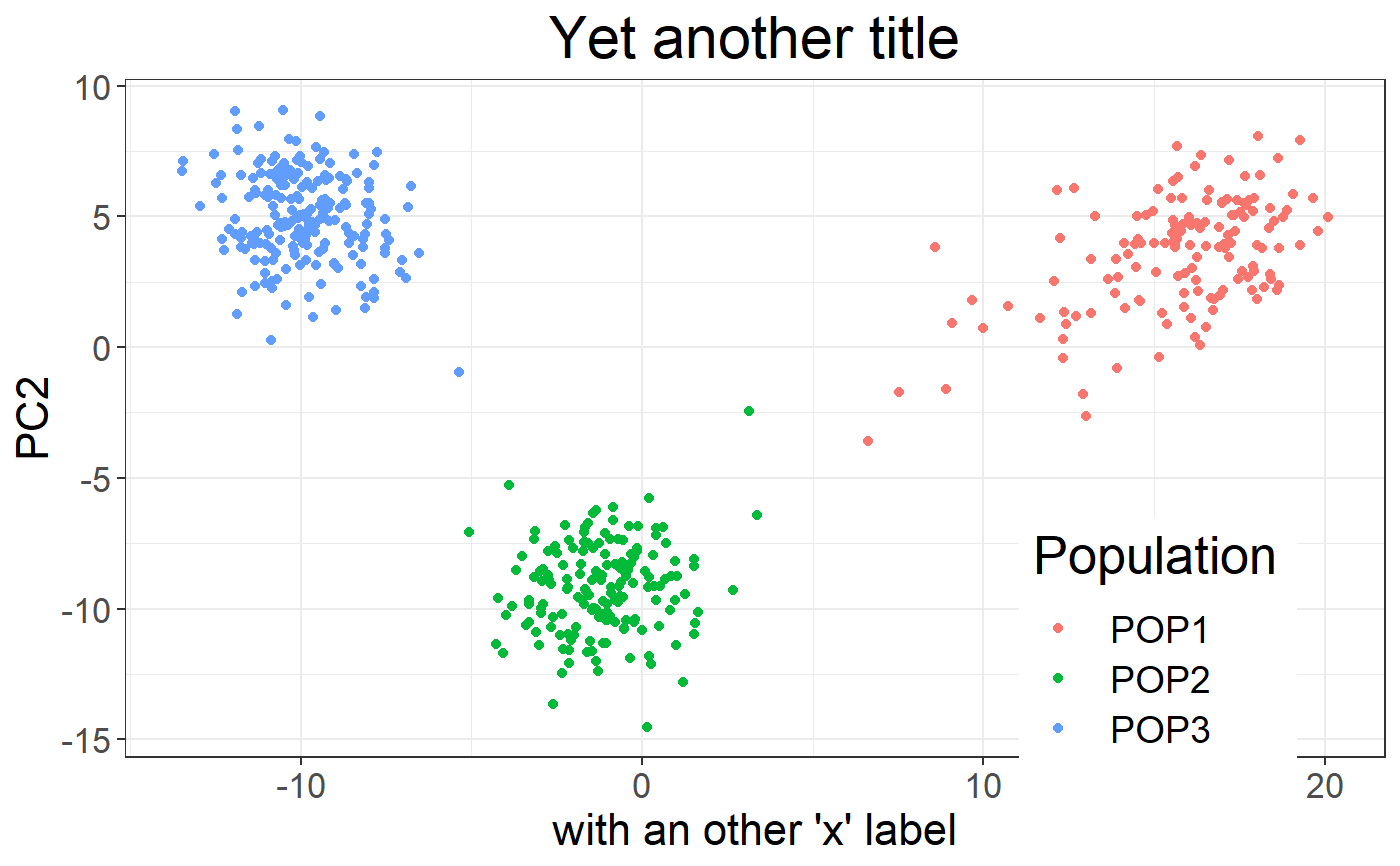 Yet another title
10
5
0
-5
-10
-15
PC2
-10 0 10 20
with an other 'x' label
Population
POP1
POP2
POP3